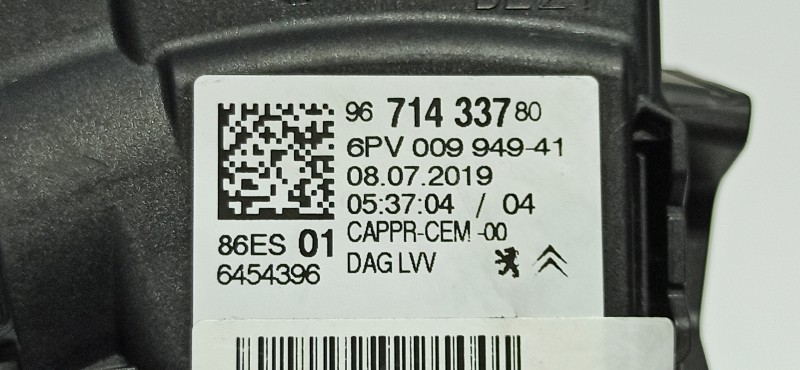 96 714 337 80
6PV 009 949-41
08.07.2019
05:37:04 / 04
86ES 01
CAPPR-CEM -00
6454396
DAG LVV